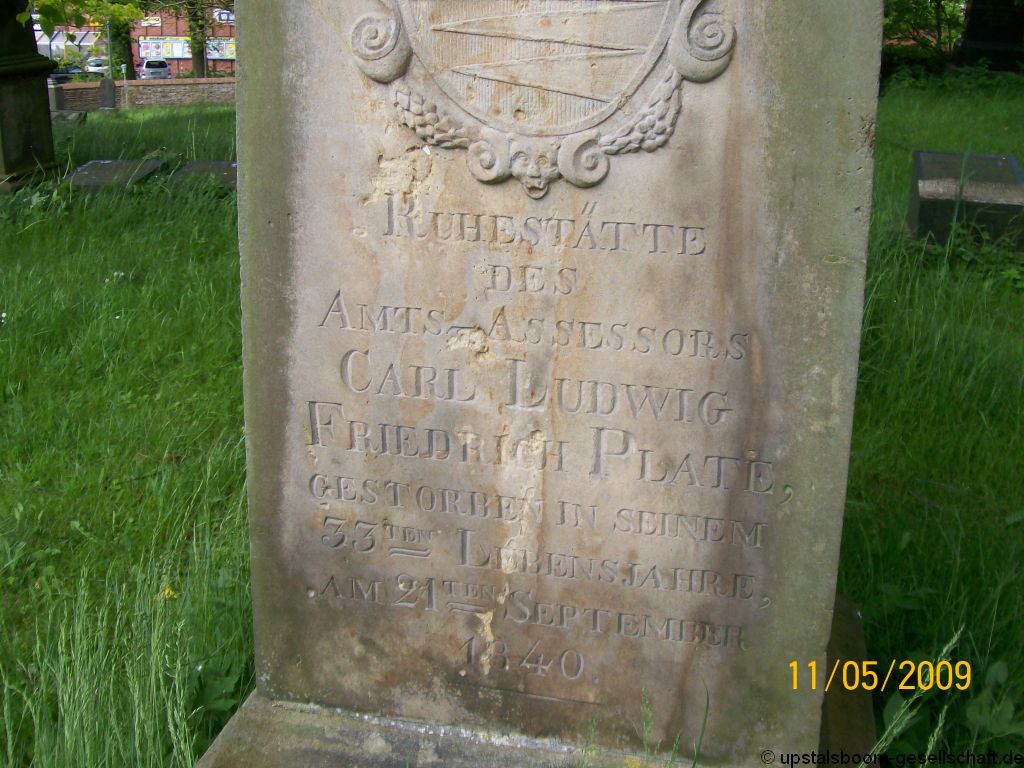 RUHESTÄTTE
DES
AMTS-ASSESSORS
CARL LUDWIG
FRIEDRICH PLATE,
GESTORBEN IN SEINEM
33TEN LEBENSJAHRE,
AM 21TEN SEPTEMBER
1840.
11/05/2009
© upstalsboom-gesellschaft.de